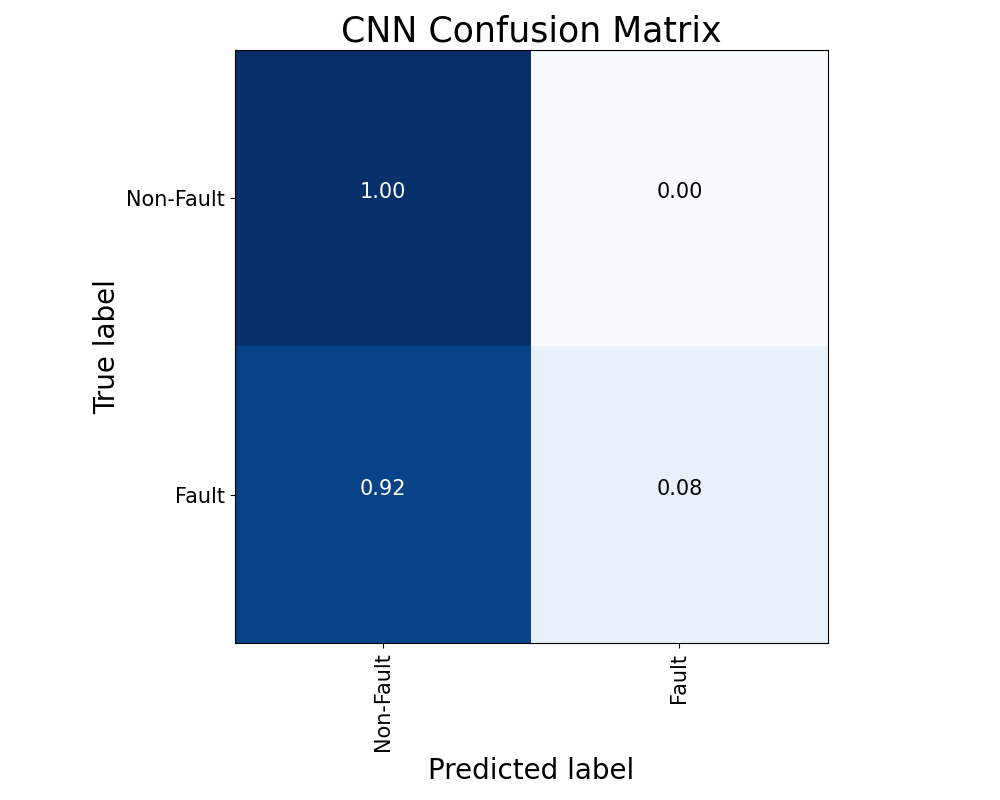 CNN Confusion Matrix
True label
Non-Fault
1.00
0.00
Fault
0.92
0.08
Non-Fault
Fault
Predicted label